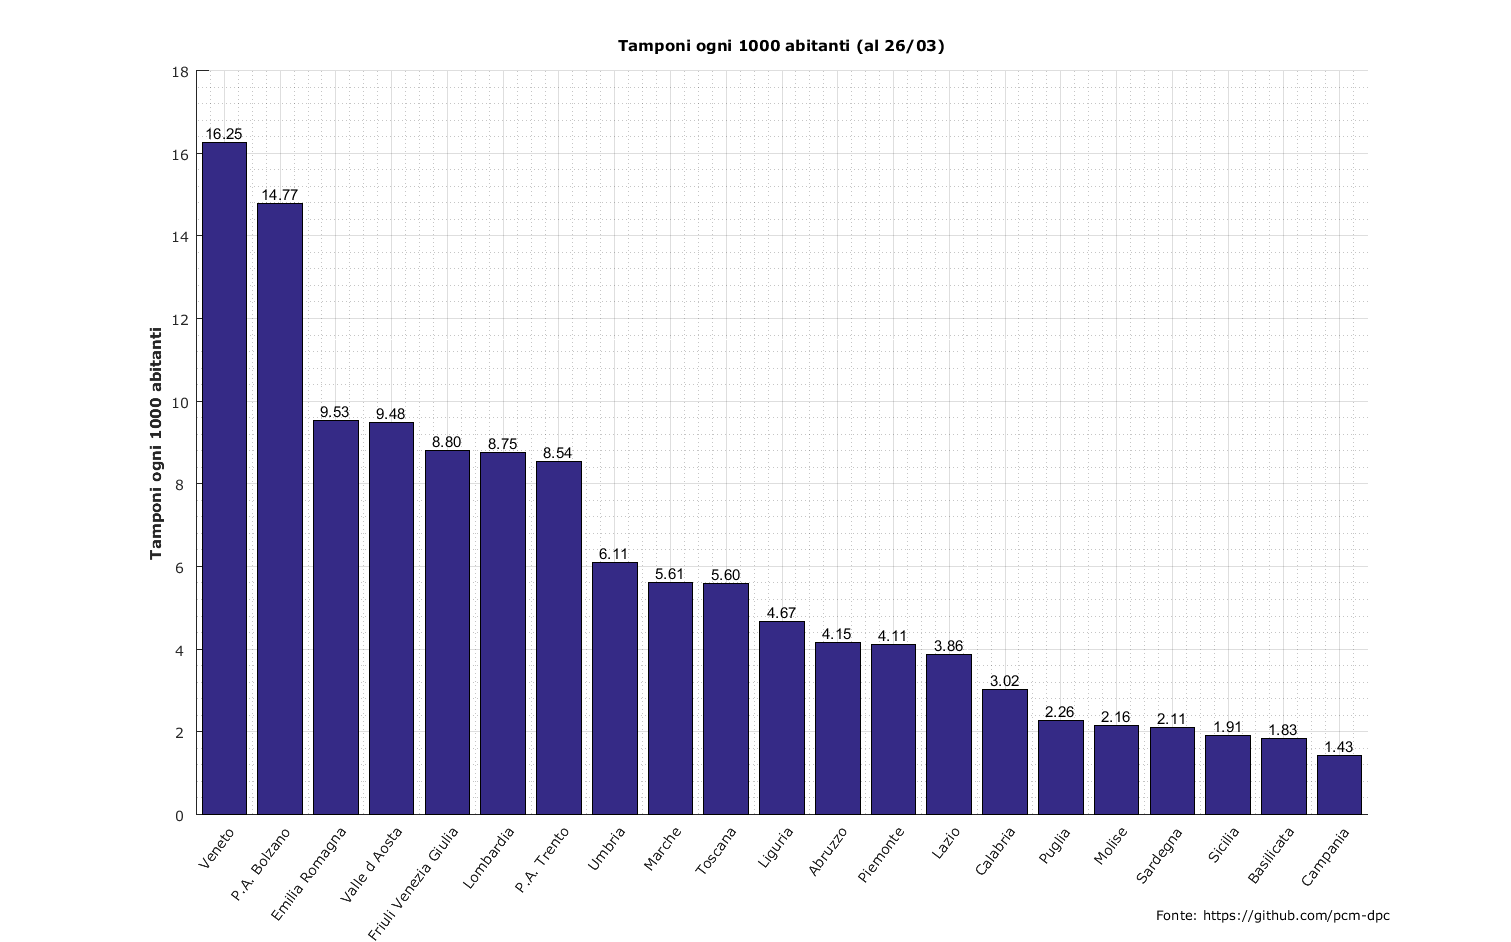 Tamponi ogni 1000 abitanti (al 26/03)
Tamponi ogni 1000 abitanti
18
16
14
12
10
8
6
4
2
0
16.25
14.77
9.53
9.48
8.80
8.75
8.54
6.11
5.61
5.60
4.67
4.15
4.11
3.86
3.02
2.26
2.16
2.11
1.91
1.83
1.43
Veneto
P.A. Bolzano
Emilia Romagna
Valle d Aosta
Friuli Venezia Giulia
Lombardia
P.A. Trento
Umbria
Marche
Toscana
Liguria
Abruzzo
Piemonte
Lazio
Calabria
Puglia
Molise
Sardegna
Sicilia
Basilicata
Campania
Fonte: https://github.com/pcm-dpc